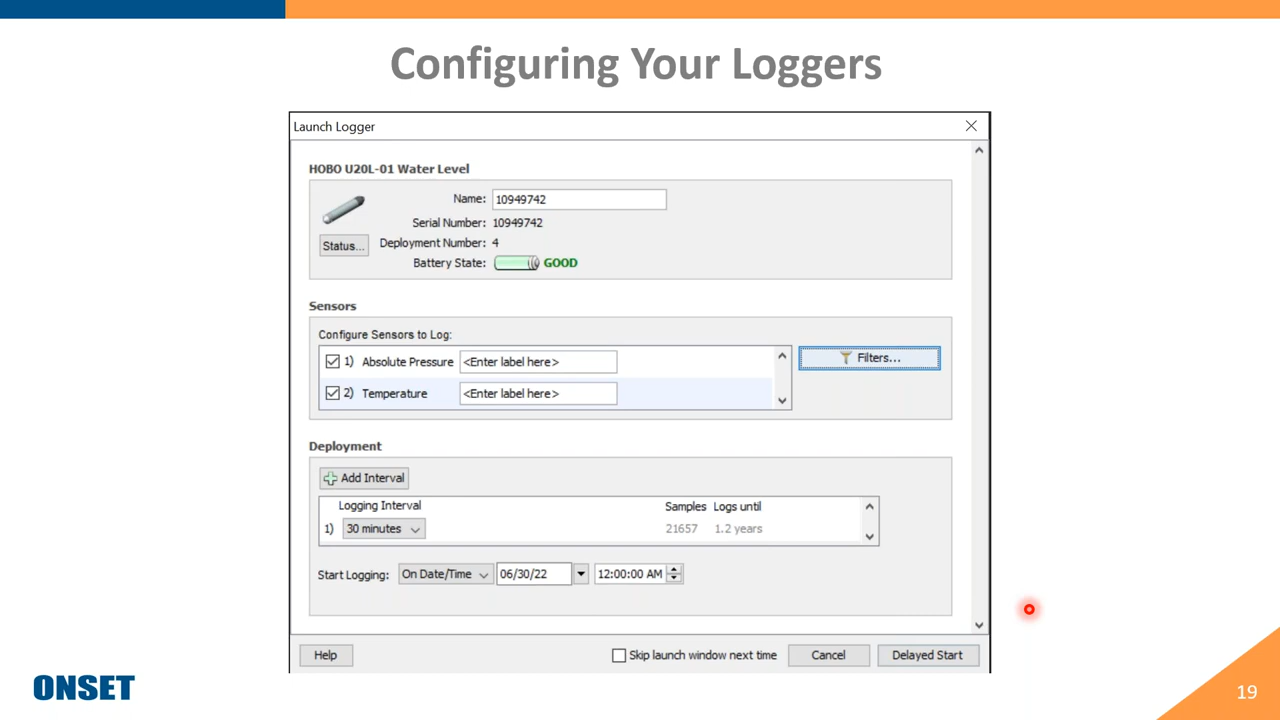 Configuring Your Loggers
Launch Logger
HOBO U20L-01 Water Level
Name: 10949742
Serial Number: 10949742
Status... Deployment Number: 4
Battery State: GOOD
Sensors
Configure Sensors to Log:
1) Absolute Pressure <Enter label here> Filters...
2) Temperature <Enter label here>
Deployment
Add Interval
Logging Interval Samples Logs until
1) 30 minutes 21657 1.2 years
Start Logging: On Date/Time 06/30/22 12:00:00 AM
Help Skip launch window next time Cancel Delayed Start
ONSET 19